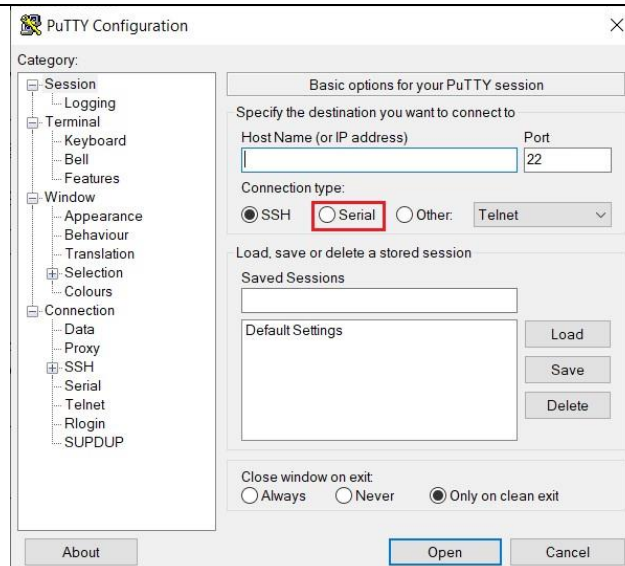 PuTTY Configuration
Category:
Session
Logging
Terminal
Keyboard
Bell
Features
Window
Appearance
Behaviour
Translation
Selection
Colours
Connection
Data
Proxy
SSH
Serial
Telnet
Rlogin
SUPDUP
Basic options for your PuTTY session
Specify the destination you want to connect to
Host Name (or IP address) Port
22
Connection type:
SSH Serial Other: Telnet
Load, save or delete a stored session
Saved Sessions
Default Settings
Load
Save
Delete
Close window on exit:
Always Never Only on clean exit
About Open Cancel